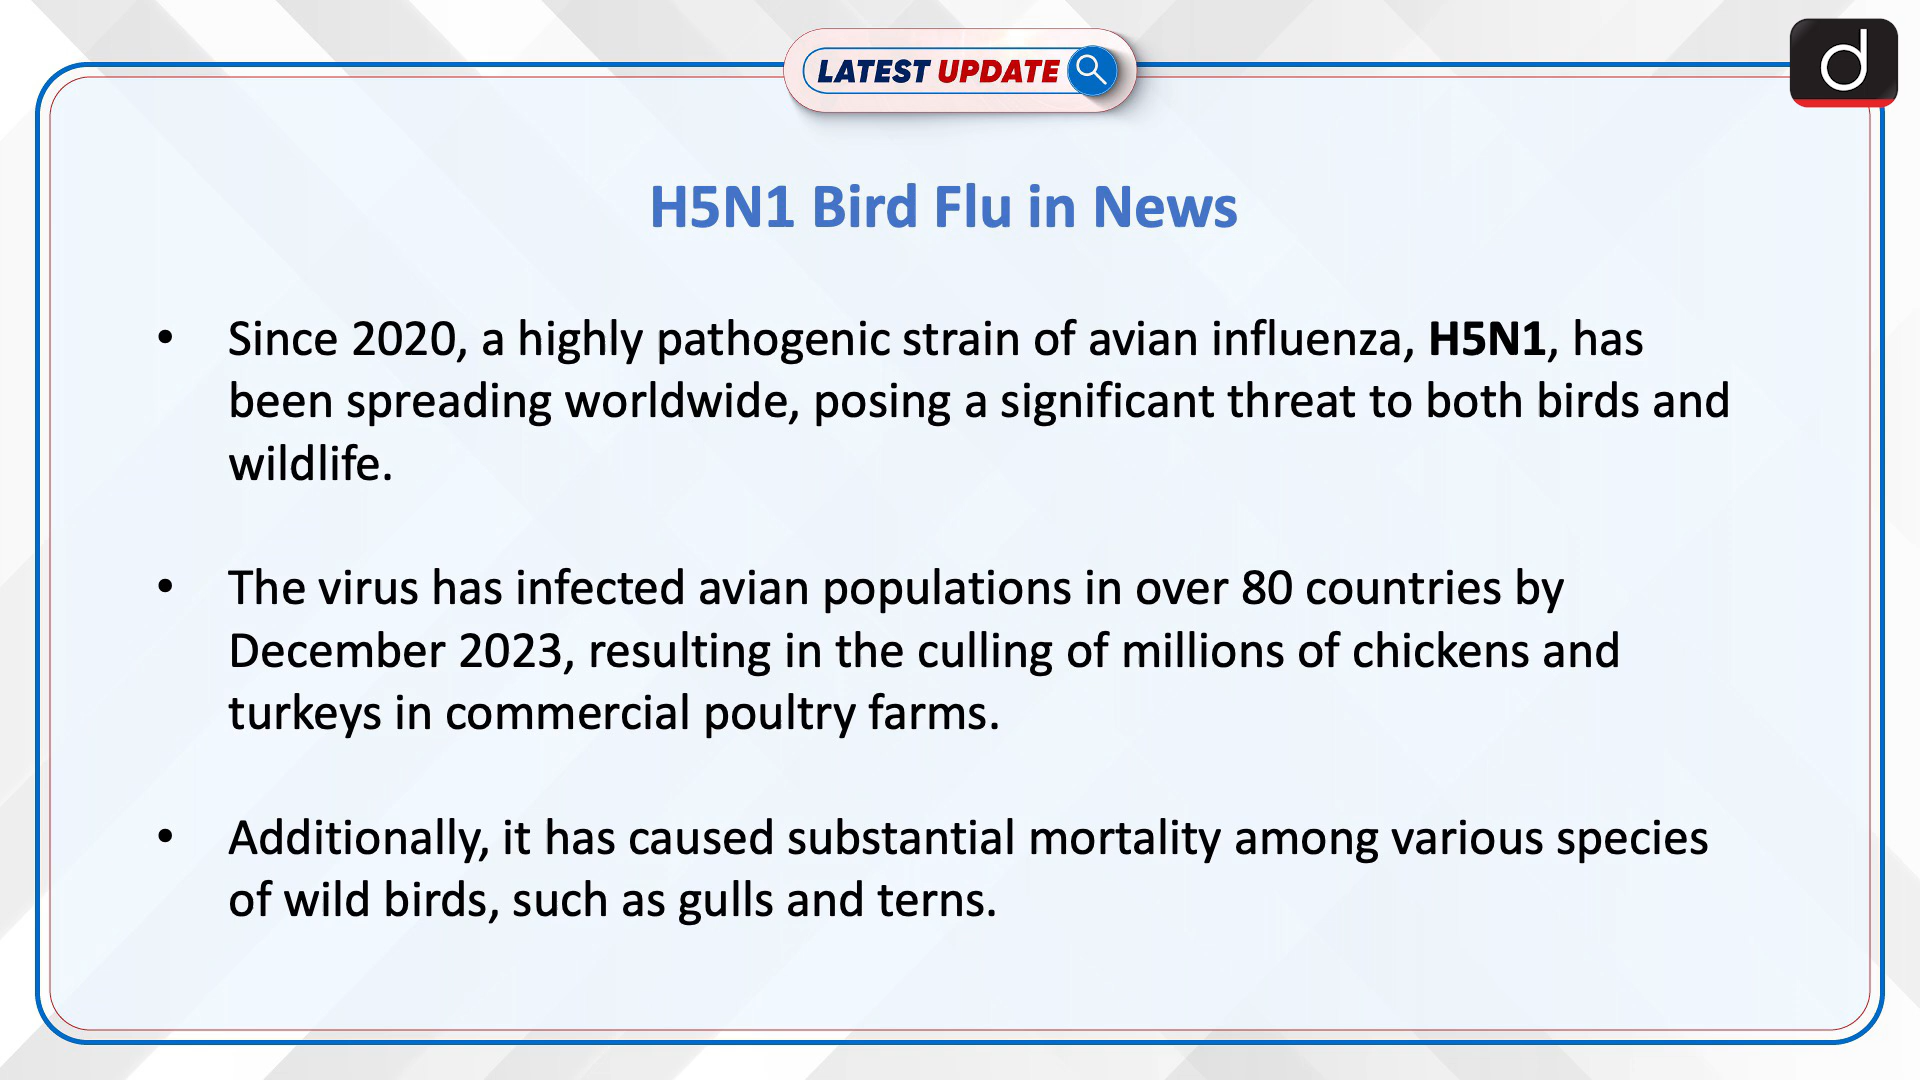 LATEST UPDATE
d
H5N1 Bird Flu in News
• Since 2020, a highly pathogenic strain of avian influenza, H5N1, has
been spreading worldwide, posing a significant threat to both birds and
wildlife.
• The virus has infected avian populations in over 80 countries by
December 2023, resulting in the culling of millions of chickens and
turkeys in commercial poultry farms.
• Additionally, it has caused substantial mortality among various species
of wild birds, such as gulls and terns.